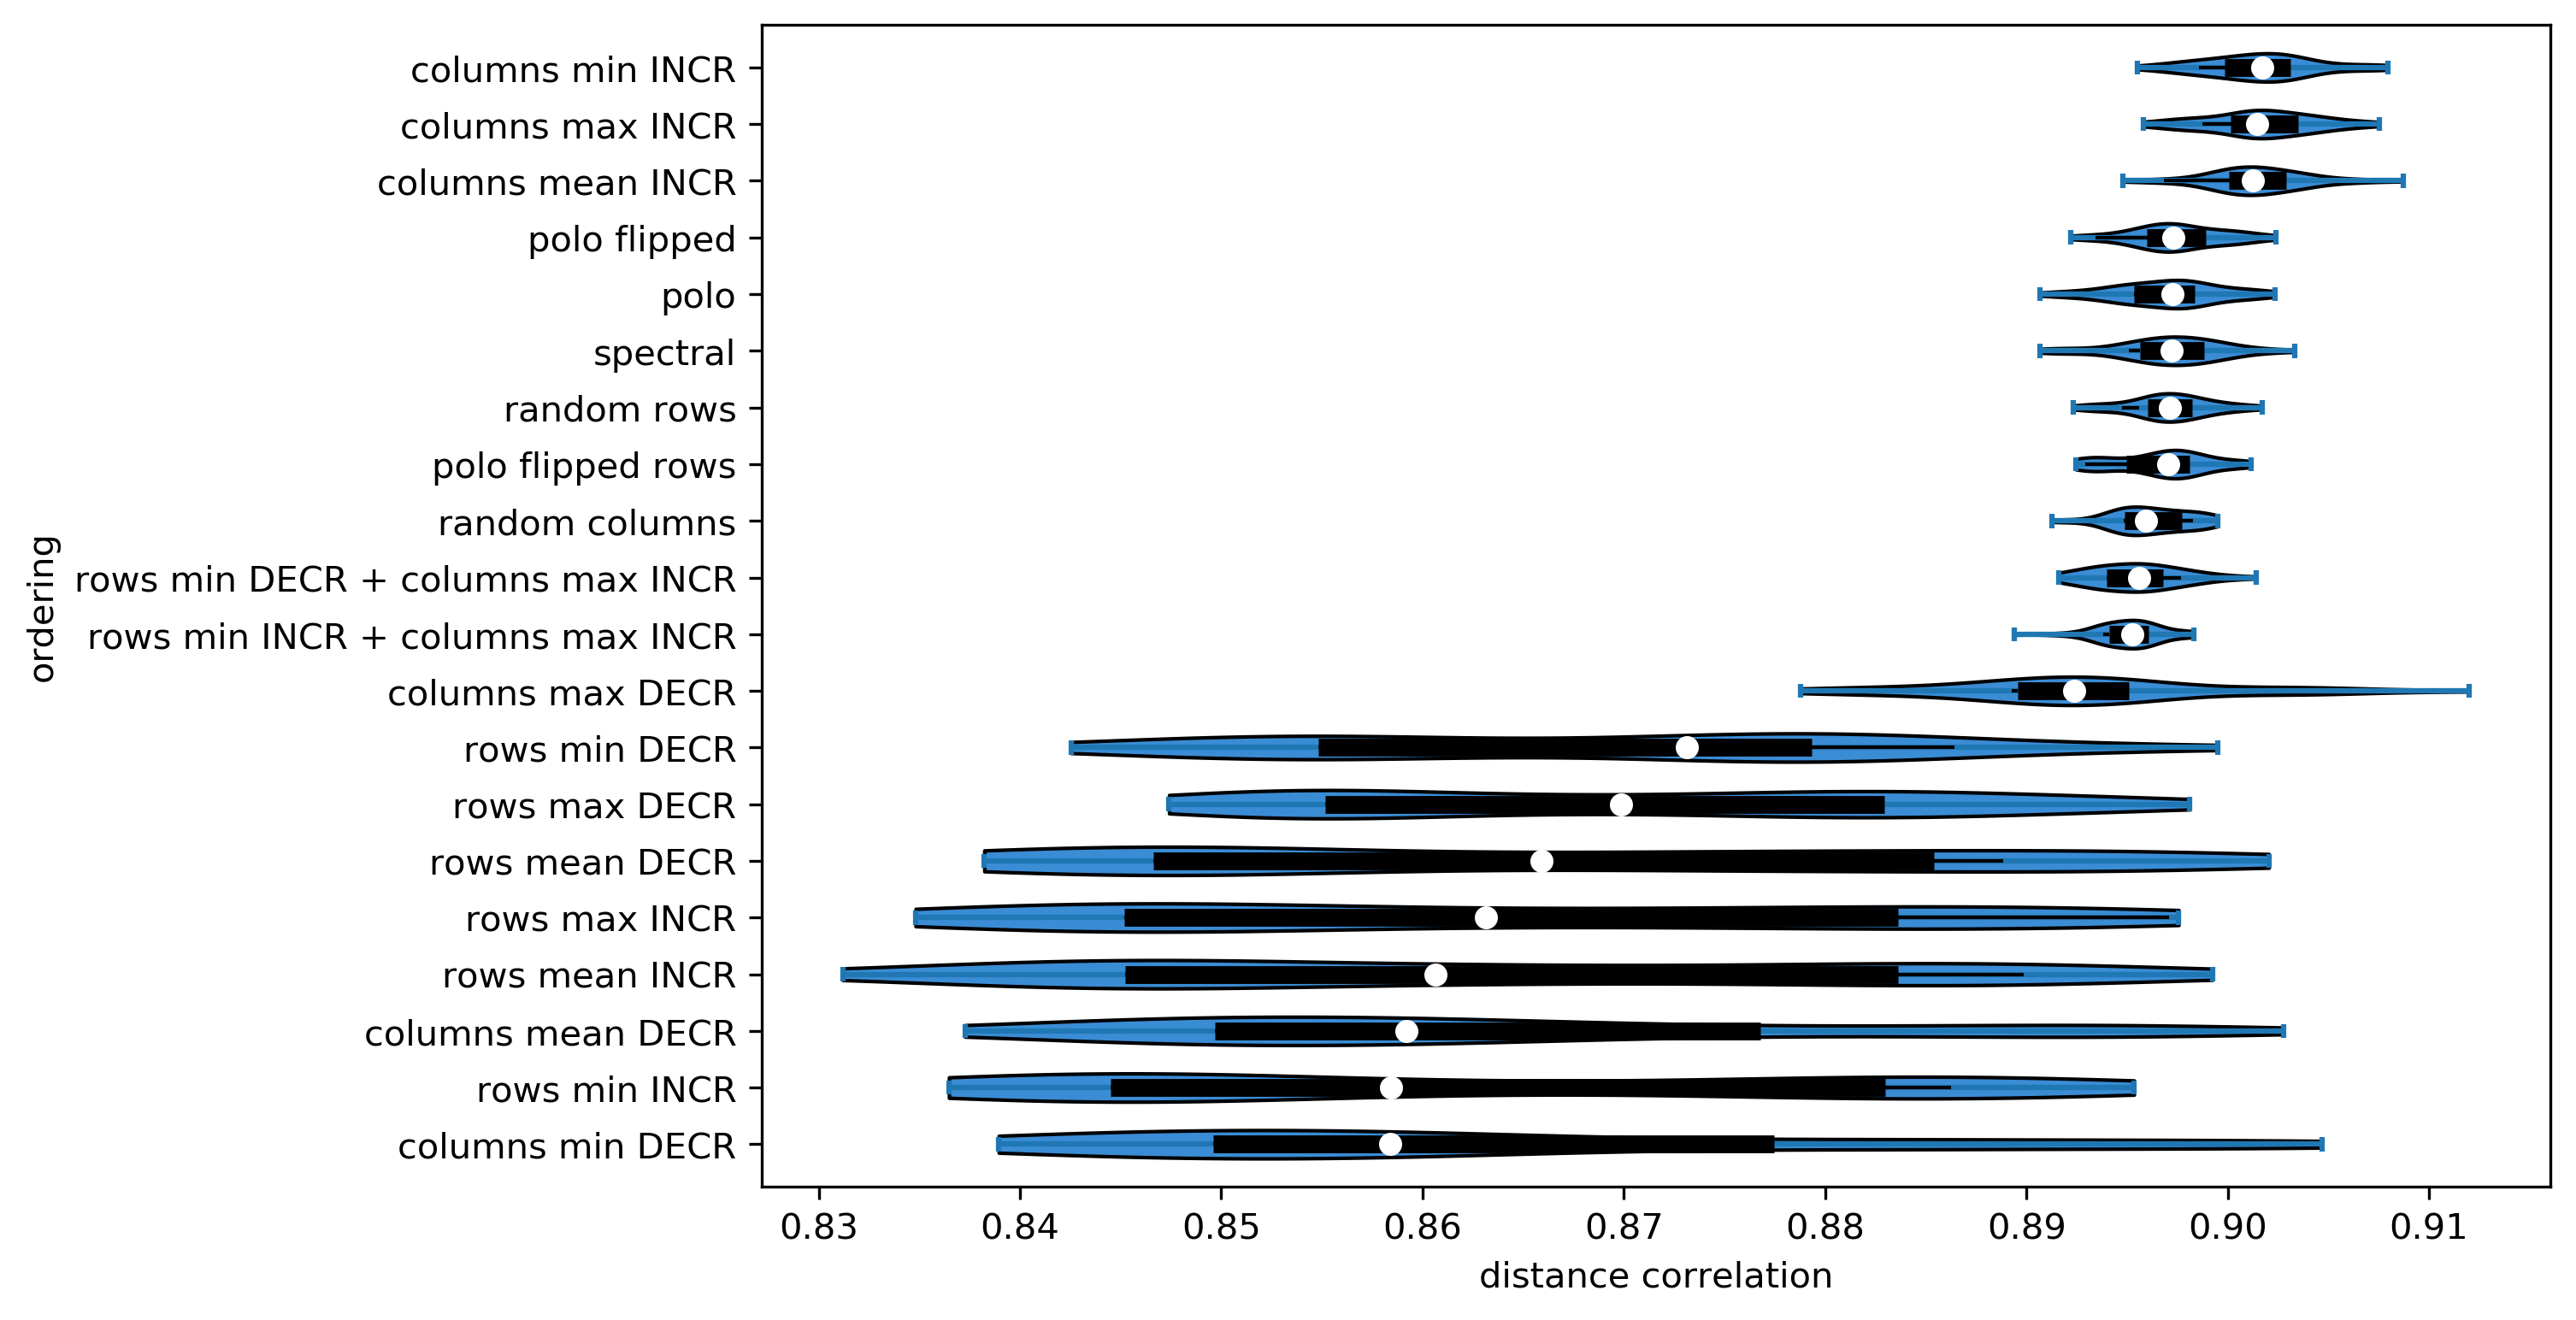 columns min INCR
columns max INCR
columns mean INCR
polo flipped
polo
spectral
random rows
polo flipped rows
random columns
rows min DECR + columns max INCR
rows min INCR + columns max INCR
columns max DECR
rows min DECR
rows max DECR
rows mean DECR
rows max INCR
rows mean INCR
columns mean DECR
rows min INCR
columns min DECR
ordering
0.83 0.84 0.85 0.86 0.87 0.88 0.89 0.90 0.91
distance correlation